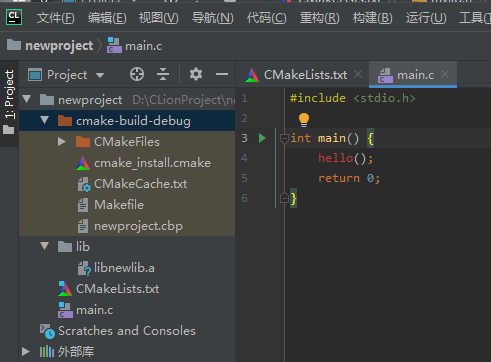 CL 文件(F) 编辑(E) 视图(V) 导航(N) 代码(C) 重构(R) 构建(B) 运行(U) 工具
newproject main.c
1: Project
Project
CMakeLists.txt main.c
newproject D:\CLionProject\ne
cmake-build-debug
CMakeFiles
cmake_install.cmake
CMakeCache.txt
Makefile
newproject.cbp
lib
libnewlib.a
CMakeLists.txt
main.c
Scratches and Consoles
外部库
1 #include <stdio.h>
2
3 int main() {
4 hello();
5 return 0;
6 }